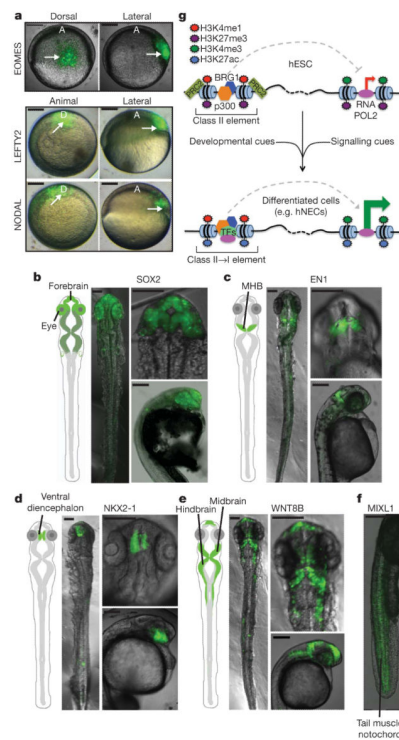 a
Dorsal
Lateral
EOMES
A
A
Animal
Lateral
LEFTY2
D
A
NODAL
D
A
g
H3K4me1
H3K27me3
H3K4me3
H3K27ac
BRG1
hESC
PRC2
PRC2
p300
RNA
POL2
Class II element
Developmental cues
Signalling cues
Differentiated cells
(e.g. hNECs)
TFs
Class II→I element
b
Forebrain
SOX2
Eye
c
EN1
MHB
d
Ventral
diencephalon
NKX2-1
e
Midbrain
Hindbrain
WNT8B
f
MIXL1
Tail muscle
notochord